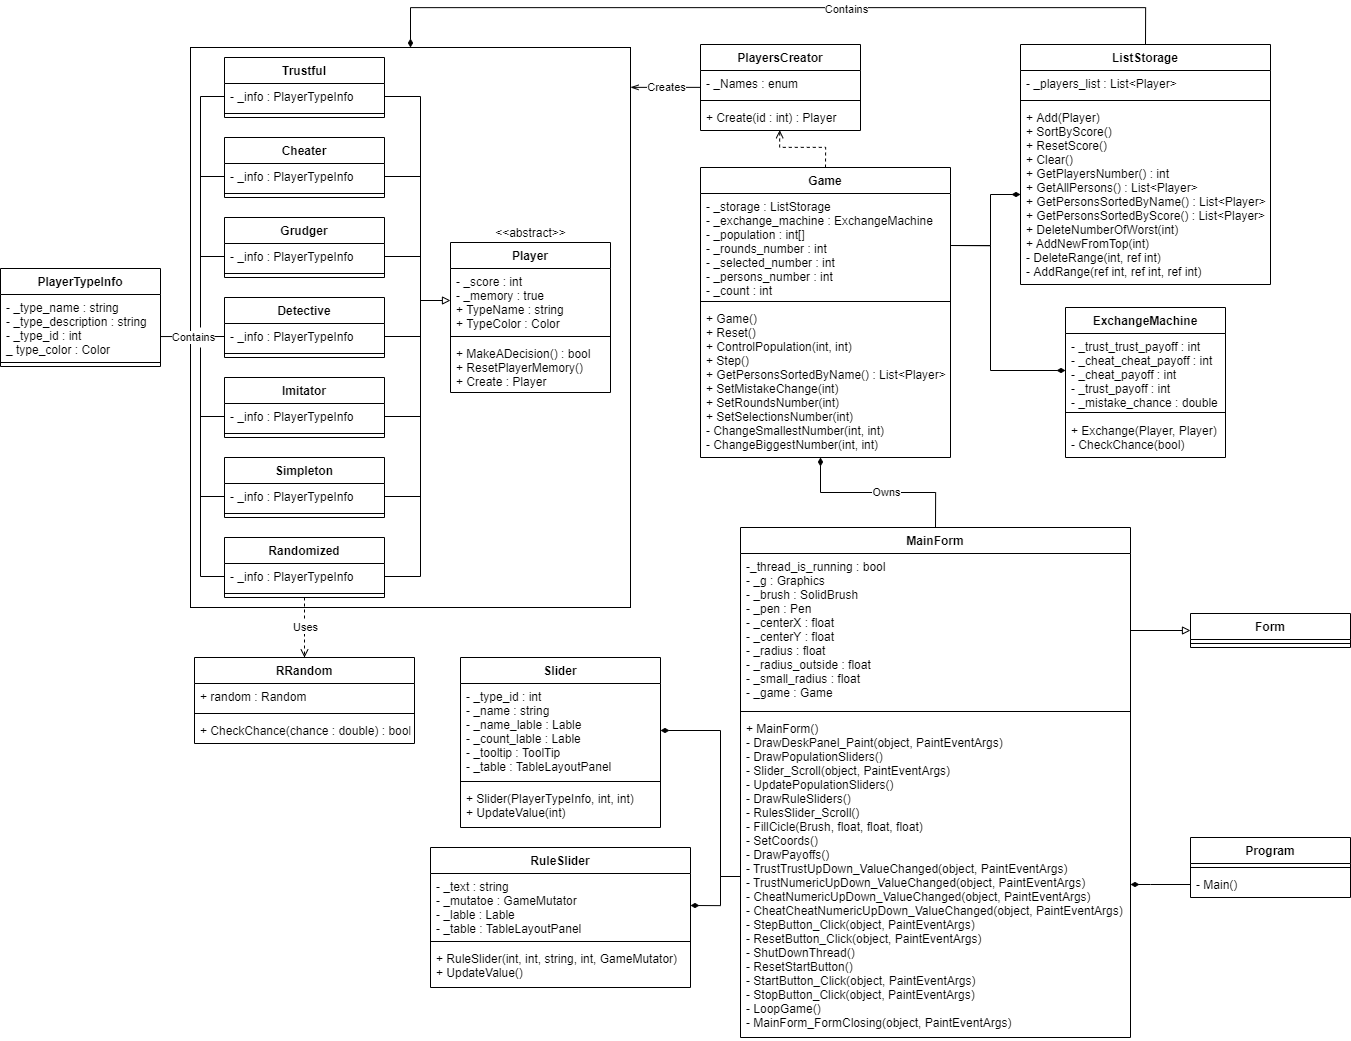 Contains
Trustful
- _info : PlayerTypeInfo
Cheater
- _info : PlayerTypeInfo
Grudger
- _info : PlayerTypeInfo
Detective
- _info : PlayerTypeInfo
Imitator
- _info : PlayerTypeInfo
Simpleton
- _info : PlayerTypeInfo
Randomized
- _info : PlayerTypeInfo
PlayerTypeInfo
- _type_name : string
- _type_description : string
- _type_id : int
_ type_color : Color
Contains
<<abstract>>
Player
- _score : int
- _memory : true
+ TypeName : string
+ TypeColor : Color
+ MakeADecision() : bool
+ ResetPlayerMemory()
+ Create : Player
Uses
RRandom
+ random : Random
+ CheckChance(chance : double) : bool
Creates
PlayersCreator
- _Names : enum
+ Create(id : int) : Player
ListStorage
- _players_list : List<Player>
+ Add(Player)
+ SortByScore()
+ ResetScore()
+ Clear()
+ GetPlayersNumber() : int
+ GetAllPersons() : List<Player>
+ GetPersonsSortedByName() : List<Player>
+ GetPersonsSortedByScore() : List<Player>
+ DeleteNumberOfWorst(int)
+ AddNewFromTop(int)
- DeleteRange(int, ref int)
- AddRange(ref int, ref int, ref int)
Game
- _storage : ListStorage
- _exchange_machine : ExchangeMachine
- _population : int[]
- _rounds_number : int
- _selected_number : int
- _persons_number : int
- _count : int
+ Game()
+ Reset()
+ ControlPopulation(int, int)
+ Step()
+ GetPersonsSortedByName() : List<Player>
+ SetMistakeChange(int)
+ SetRoundsNumber(int)
+ SetSelectionsNumber(int)
- ChangeSmallestNumber(int, int)
- ChangeBiggestNumber(int, int)
ExchangeMachine
- _trust_trust_payoff : int
- _cheat_cheat_payoff : int
- _cheat_payoff : int
- _trust_payoff : int
- _mistake_chance : double
+ Exchange(Player, Player)
- CheckChance(bool)
Owns
MainForm
-_thread_is_running : bool
- _g : Graphics
- _brush : SolidBrush
- _pen : Pen
- _centerX : float
- _centerY : float
- _radius : float
- _radius_outside : float
- _small_radius : float
- _game : Game
+ MainForm()
- DrawDeskPanel_Paint(object, PaintEventArgs)
- DrawPopulationSliders()
- Slider_Scroll(object, PaintEventArgs)
- UpdatePopulationSliders()
- DrawRuleSliders()
- RulesSlider_Scroll()
- FillCicle(Brush, float, float, float)
- SetCoords()
- DrawPayoffs()
- TrustTrustUpDown_ValueChanged(object, PaintEventArgs)
- TrustNumericUpDown_ValueChanged(object, PaintEventArgs)
- CheatNumericUpDown_ValueChanged(object, PaintEventArgs)
- CheatCheatNumericUpDown_ValueChanged(object, PaintEventArgs)
- StepButton_Click(object, PaintEventArgs)
- ResetButton_Click(object, PaintEventArgs)
- ShutDownThread()
- ResetStartButton()
- StartButton_Click(object, PaintEventArgs)
- StopButton_Click(object, PaintEventArgs)
- LoopGame()
- MainForm_FormClosing(object, PaintEventArgs)
Form
Program
- Main()
Slider
- _type_id : int
- _name : string
- _name_lable : Lable
- _count_lable : Lable
- _tooltip : ToolTip
- _table : TableLayoutPanel
+ Slider(PlayerTypeInfo, int, int)
+ UpdateValue(int)
RuleSlider
- _text : string
- _mutatoe : GameMutator
- _lable : Lable
- _table : TableLayoutPanel
+ RuleSlider(int, int, string, int, GameMutator)
+ UpdateValue()